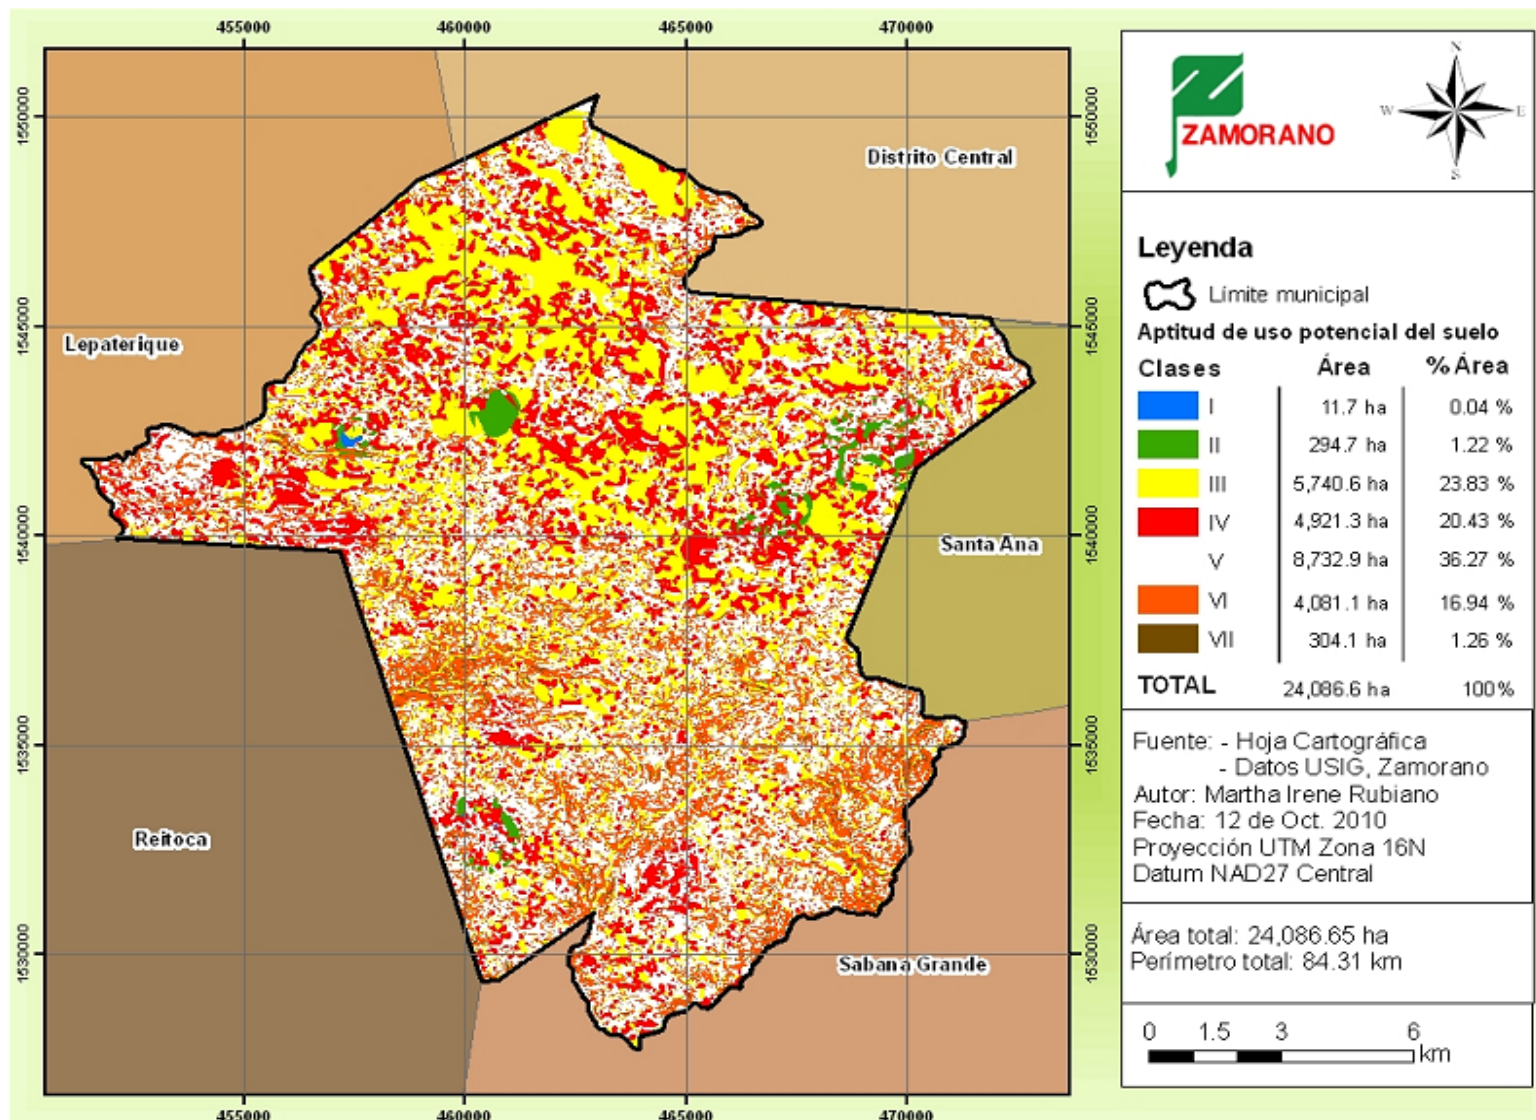 455000 460000 465000 470000
1550000 1550000
Distrito Central
1545000 1545000
Lepaterique
1540000 1540000
Santa Ana
1535000 1535000
Reitoca
1530000 1530000
Sabana Grande
455000 460000 465000 470000
N
W E
S
ZAMORANO
Leyenda
Límite municipal
Aptitud de uso potencial del suelo
Clases Área % Área
I 11.7 ha 0.04 %
II 294.7 ha 1.22 %
III 5,740.6 ha 23.83 %
IV 4,921.3 ha 20.43 %
V 8,732.9 ha 36.27 %
VI 4,081.1 ha 16.94 %
VII 304.1 ha 1.26 %
TOTAL 24,086.6 ha 100%
Fuente: - Hoja Cartográfica
- Datos USIG, Zamorano
Autor: Martha Irene Rubiano
Fecha: 12 de Oct. 2010
Proyección UTM Zona 16N
Datum NAD27 Central
Área total: 24,086.65 ha
Perímetro total: 84.31 km
0 1.5 3 6
km